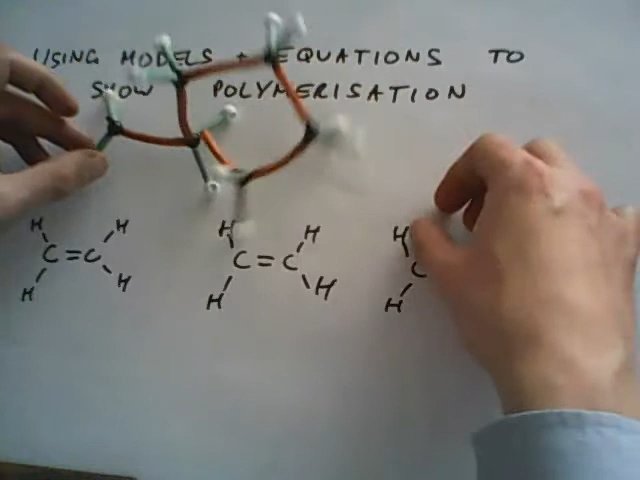 USING MODELS + EQUATIONS TO
SHOW POLYMERISATION
H H H H H
C=C C=C C
H H H H H